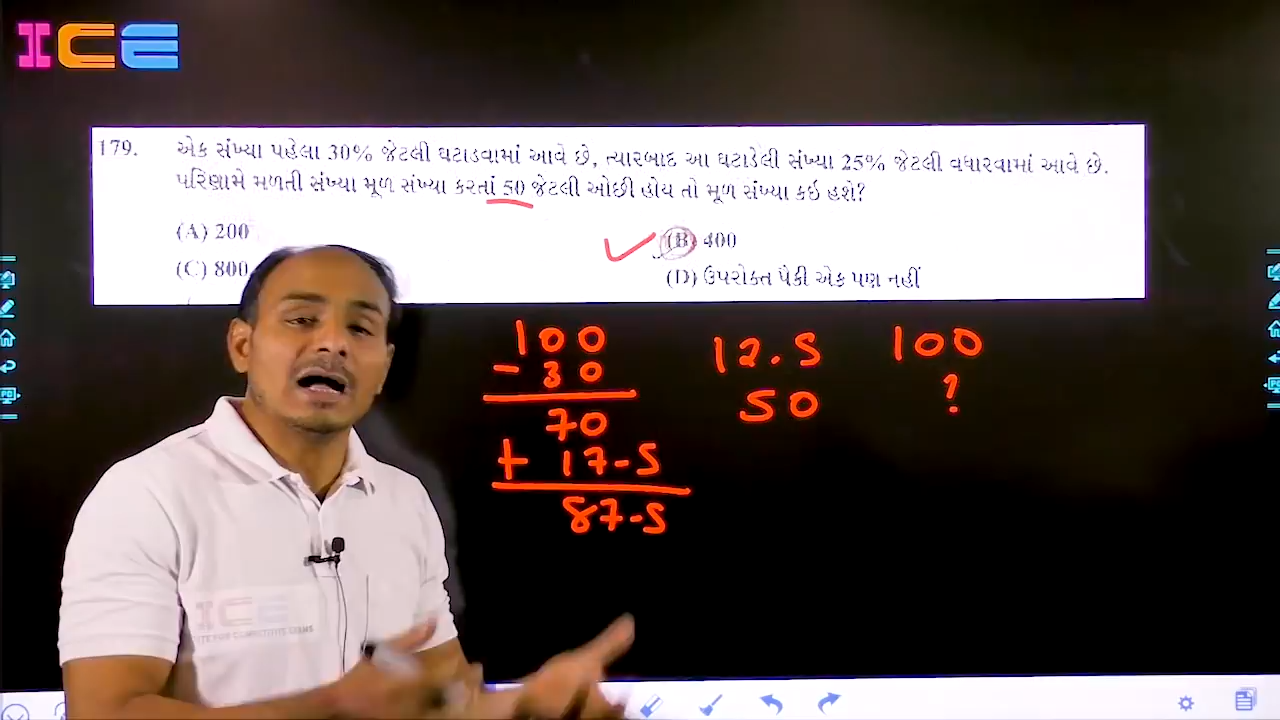 ICE
179. એક સંખ્યા પહેલા 30% જેટલી ઘટાડવામાં આવે છે, ત્યારબાદ આ ઘટાડેલી સંખ્યા 25% જેટલી વધારવામાં આવે છે.
પરિણામે મળતી સંખ્યા મૂળ સંખ્યા કરતાં 50 જેટલી ઓછી હોય તો મૂળ સંખ્યા કઇ હશે?
(A) 200 (B) 400
(C) 800 (D) ઉપરોક્ત પૈકી એક પણ નહીં
100 12.5 100
- 30 50 ?
70
+ 17.5
87.5
ICE